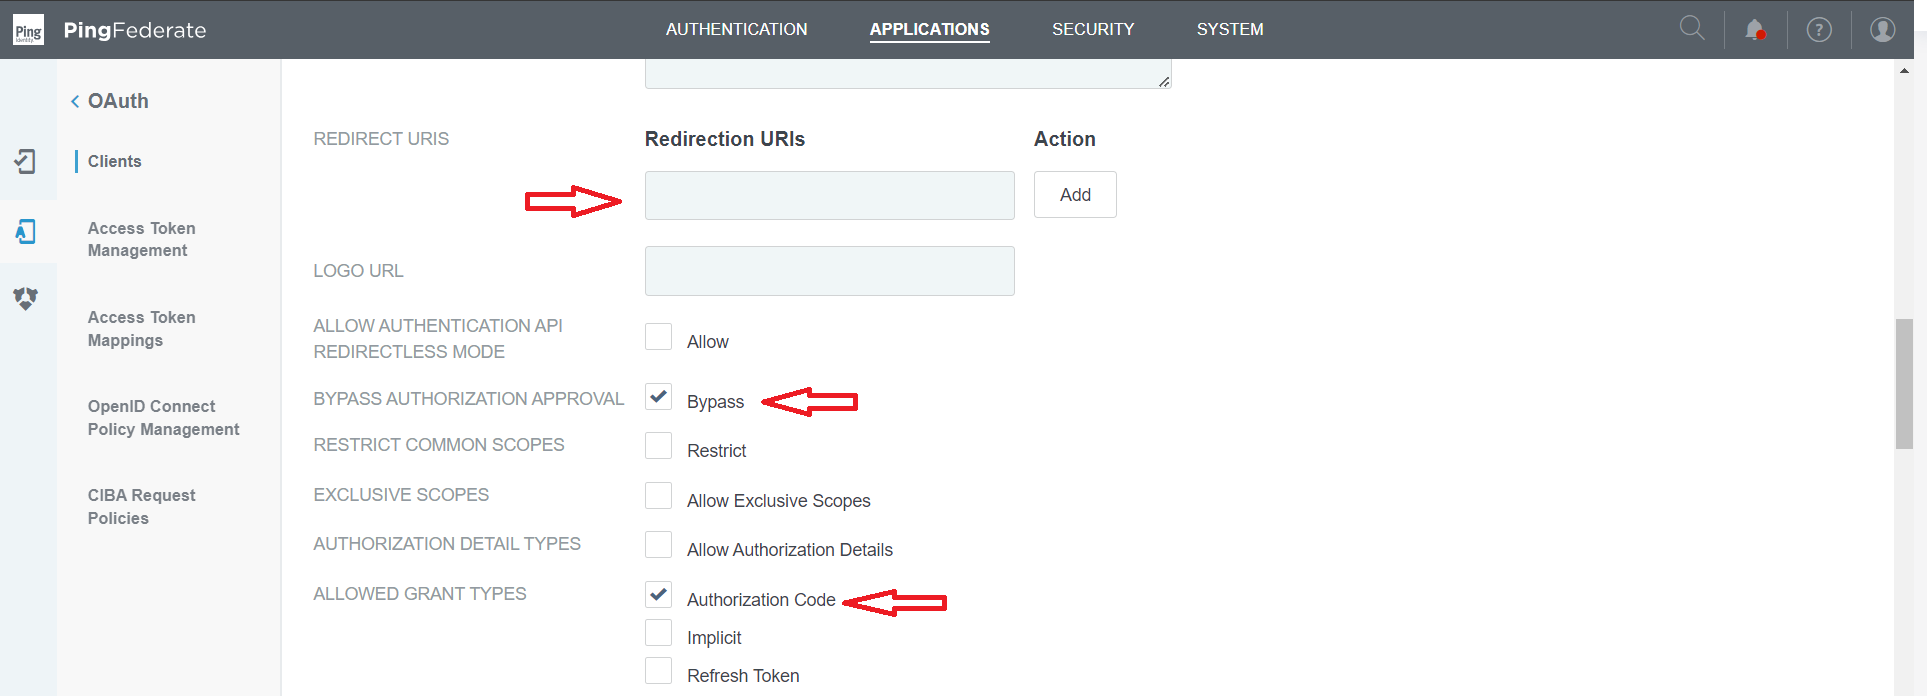 Ping
Identity
PingFederate
AUTHENTICATION
APPLICATIONS
SECURITY
SYSTEM
?
OAuth
Clients
Access Token
Management
Access Token
Mappings
OpenID Connect
Policy Management
CIBA Request
Policies
REDIRECT URIS
Redirection URIs
Action
Add
LOGO URL
ALLOW AUTHENTICATION API
REDIRECTLESS MODE
Allow
BYPASS AUTHORIZATION APPROVAL
Bypass
RESTRICT COMMON SCOPES
Restrict
EXCLUSIVE SCOPES
Allow Exclusive Scopes
AUTHORIZATION DETAIL TYPES
Allow Authorization Details
ALLOWED GRANT TYPES
Authorization Code
Implicit
Refresh Token